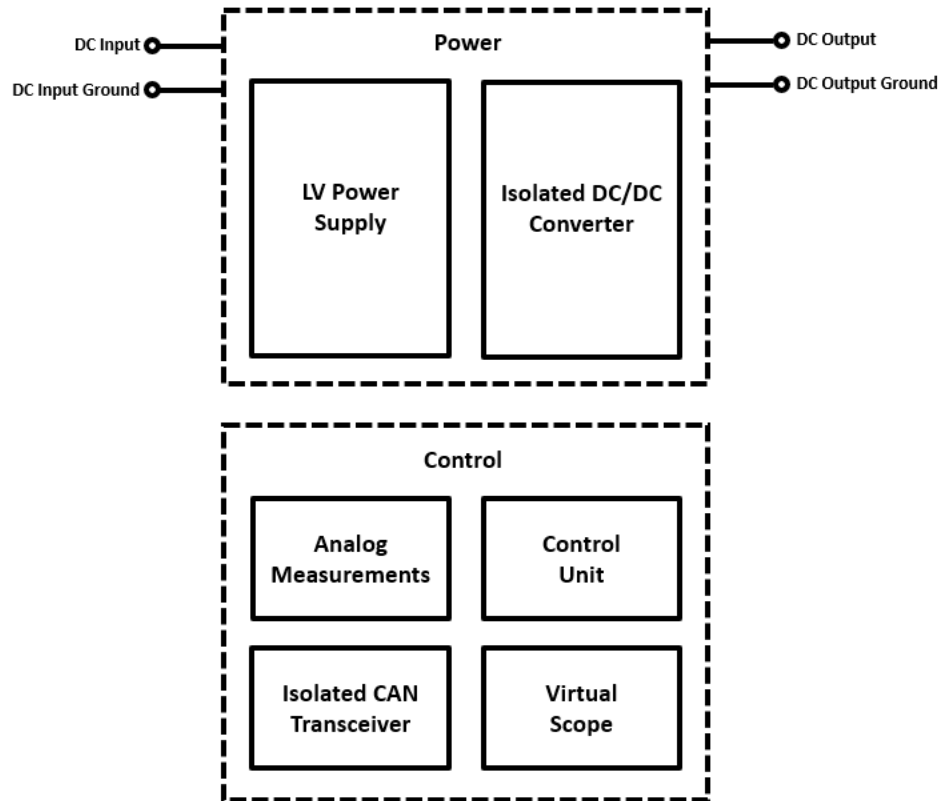 Power
DC Input
DC Input Ground
DC Output
DC Output Ground
LV Power
Supply
Isolated DC/DC
Converter
Control
Analog
Measurements
Control
Unit
Isolated CAN
Transceiver
Virtual
Scope